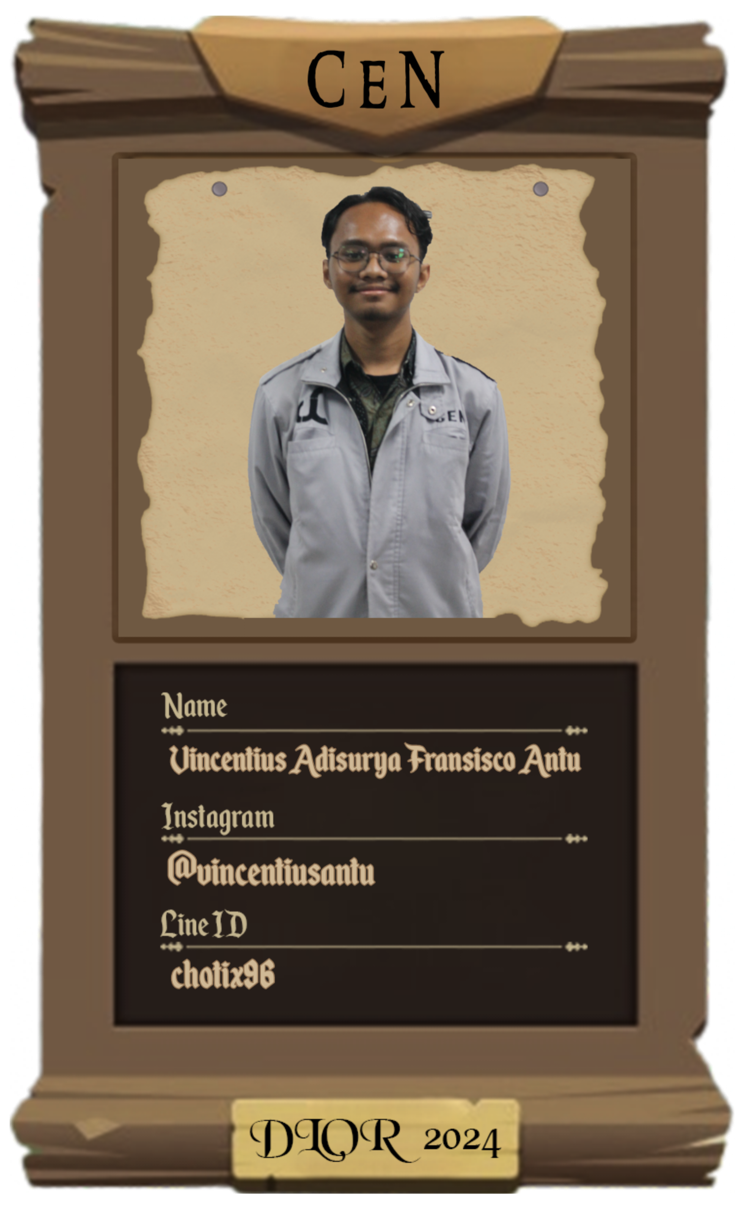 CeN
Name
Vincentius Adisurya Fransisco Antu
Instagram
@vincentiusantu
Line ID
chotix96
DLOR 2024